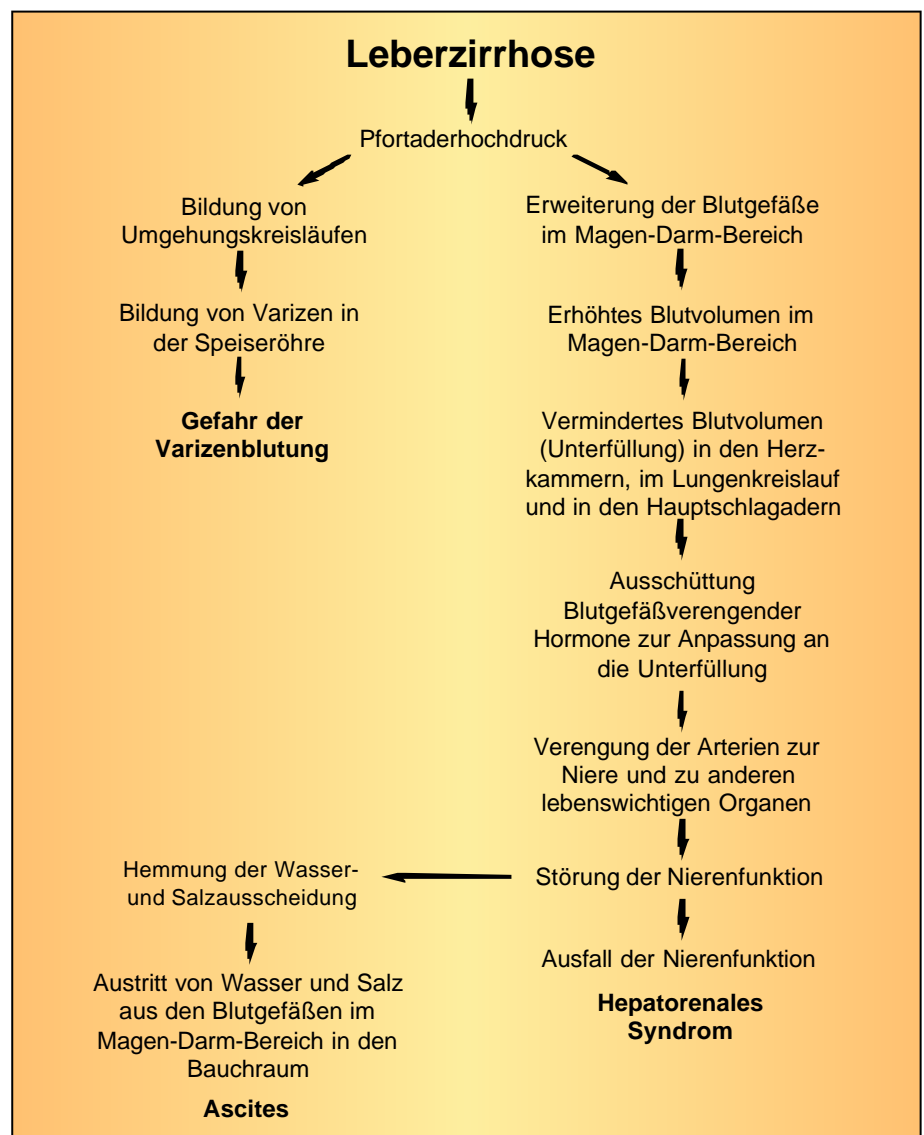 Leberzirrhose
Pfortaderhochdruck
Bildung von
Umgehungskreisläufen
Bildung von Varizen in
der Speiseröhre
Gefahr der
Varizenblutung
Erweiterung der Blutgefäße
im Magen-Darm-Bereich
Erhöhtes Blutvolumen im
Magen-Darm-Bereich
Vermindertes Blutvolumen
(Unterfüllung) in den Herz-
kammern, im Lungenkreislauf
und in den Hauptschlagadern
Ausschüttung
Blutgefäßverengender
Hormone zur Anpassung an
die Unterfüllung
Verengung der Arterien zur
Niere und zu anderen
lebenswichtigen Organen
Störung der Nierenfunktion
Ausfall der Nierenfunktion
Hepatorenales
Syndrom
Hemmung der Wasser-
und Salzausscheidung
Austritt von Wasser und Salz
aus den Blutgefäßen im
Magen-Darm-Bereich in den
Bauchraum
Ascites